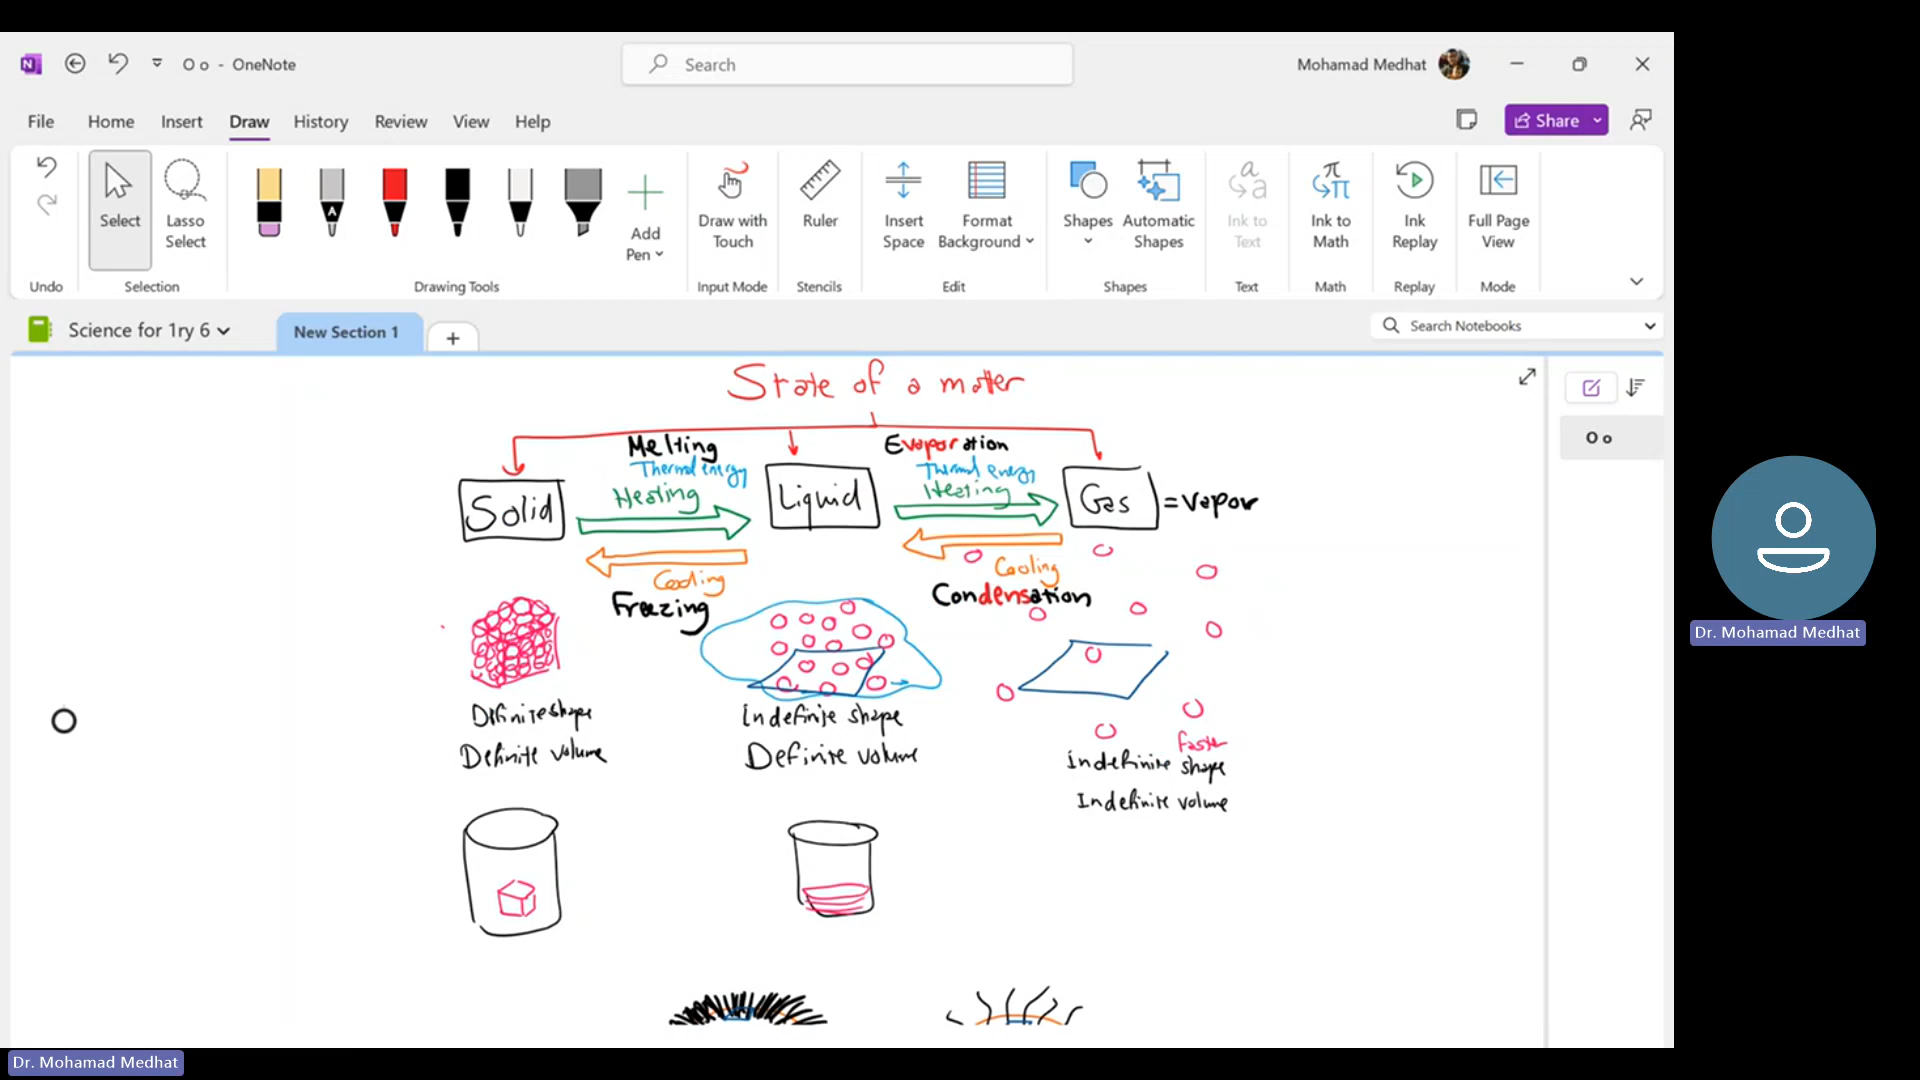 O o - OneNote
Search
Mohamad Medhat
File
Home
Insert
Draw
History
Review
View
Help
Share
Select
Lasso
Select
Add
Pen
Draw with
Touch
Ruler
Insert
Space
Format
Background
Shapes
Automatic
Shapes
Ink to
Text
Ink to
Math
Ink
Replay
Full Page
View
Undo
Selection
Drawing Tools
Input Mode
Stencils
Edit
Shapes
Text
Math
Replay
Mode
Science for 1ry 6
New Section 1
Search Notebooks
O o
State of a matter
Melting
Thermal energy
Heating
Evaporation
Thermal energy
Heating
Solid
Liquid
Gas
= vapor
Cooling
Freezing
Cooling
Condensation
Definite shape
Definite volume
Indefinite shape
Definite volume
faster
Indefinite shape
Indefinite volume
Dr. Mohamad Medhat
Dr. Mohamad Medhat